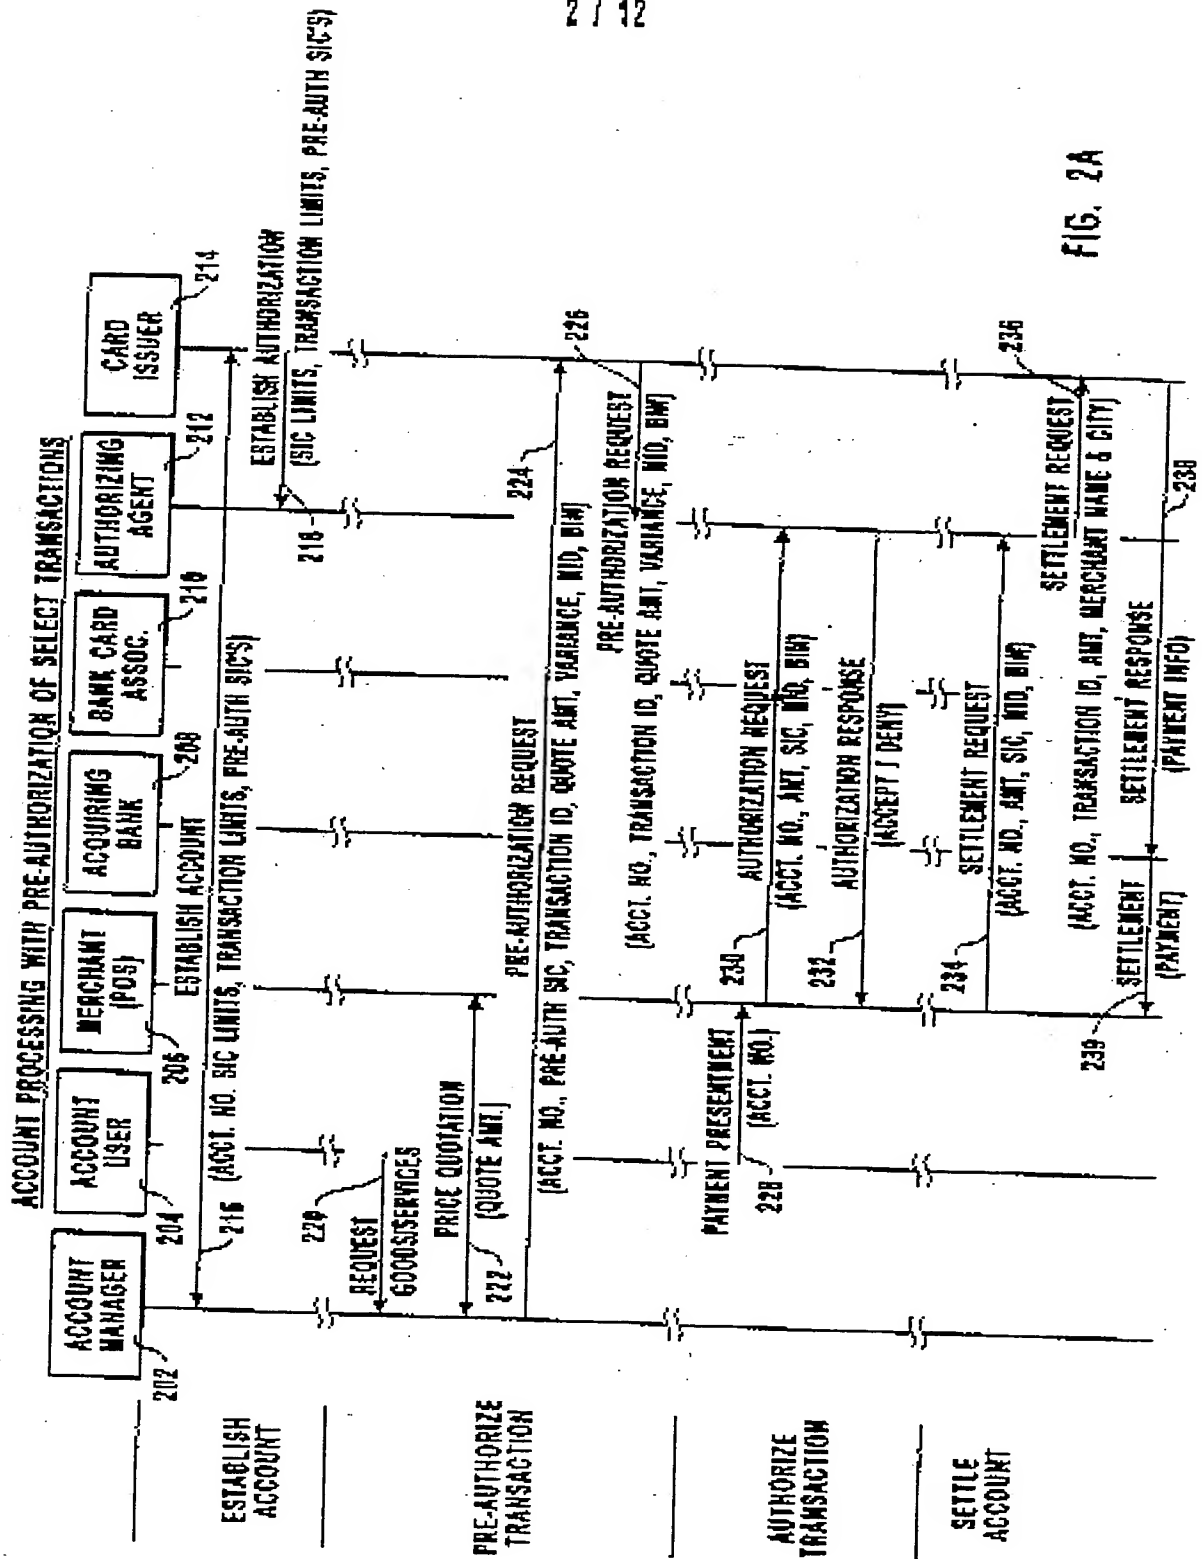 2 / 12
ACCOUNT PROCESSING WITH PRE-AUTHORIZATION OF SELECT TRANSACTIONS
ACCOUNT
MANAGER
202
ACCOUNT
USER
204
MERCHANT
(POS)
206
ACQUIRING
BANK
208
BANK CARD
ASSOC.
210
AUTHORIZING
AGENT
212
CARD
ISSUER
214
ESTABLISH
ACCOUNT
ESTABLISH ACCOUNT
216
(ACCT. NO. SIC LIMITS, TRANSACTION LIMITS, PRE-AUTH SIC'S)
ESTABLISH AUTHORIZATION
(SIC LIMITS, TRANSACTION LIMITS, PRE-AUTH SIC'S)
218
PRE-AUTHORIZE
TRANSACTION
220
REQUEST
GOODS/SERVICES
PRICE QUOTATION
(QUOTE AMT.)
222
PRE-AUTHORIZATION REQUEST
224
(ACCT. NO., PRE-AUTH SIC, TRANSACTION ID, QUOTE AMT, VARIANCE, MID, BIN)
226
PRE-AUTHORIZATION REQUEST
(ACCT. NO., TRANSACTION ID, QUOTE AMT, VARIANCE, MID, BIN)
AUTHORIZE
TRANSACTION
PAYMENT PRESENTMENT
(ACCT. NO.)
228
AUTHORIZATION REQUEST
230
(ACCT. NO., AMT, SIC, MID, BIN)
232
AUTHORIZATION RESPONSE
(ACCEPT / DENY)
SETTLE
ACCOUNT
234
SETTLEMENT REQUEST
(ACCT. NO., AMT, SIC, MID, BIN)
236
SETTLEMENT REQUEST
(ACCT. NO., TRANSACTION ID, AMT, MERCHANT NAME & CITY)
SETTLEMENT RESPONSE
(PAYMENT INFO)
238
239
SETTLEMENT
(PAYMENT)
FIG. 2A